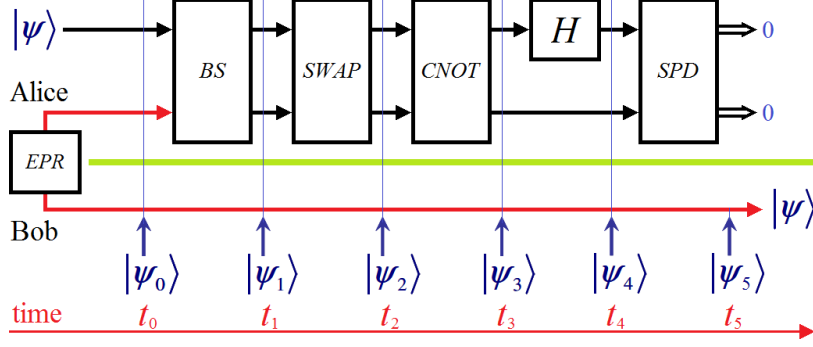 |ψ⟩ BS SWAP CNOT H SPD 0
Alice 0
EPR
Bob |ψ⟩
|ψ₀⟩ |ψ₁⟩ |ψ₂⟩ |ψ₃⟩ |ψ₄⟩ |ψ₅⟩
time t₀ t₁ t₂ t₃ t₄ t₅